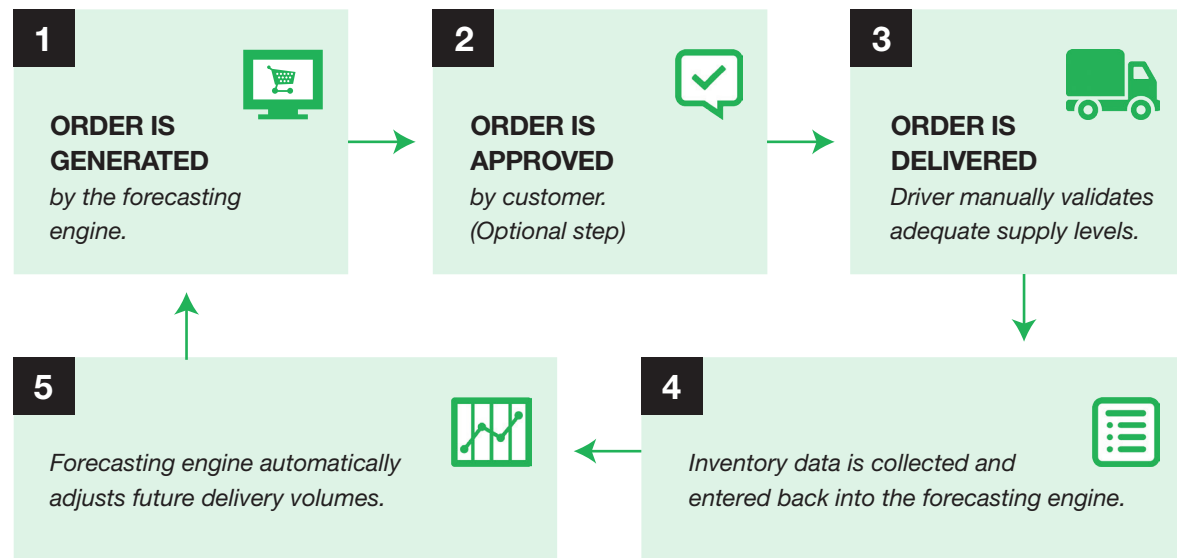 1
ORDER IS
GENERATED
by the forecasting
engine.
2
ORDER IS
APPROVED
by customer.
(Optional step)
3
ORDER IS
DELIVERED
Driver manually validates
adequate supply levels.
4
Inventory data is collected and
entered back into the forecasting engine.
5
Forecasting engine automatically
adjusts future delivery volumes.